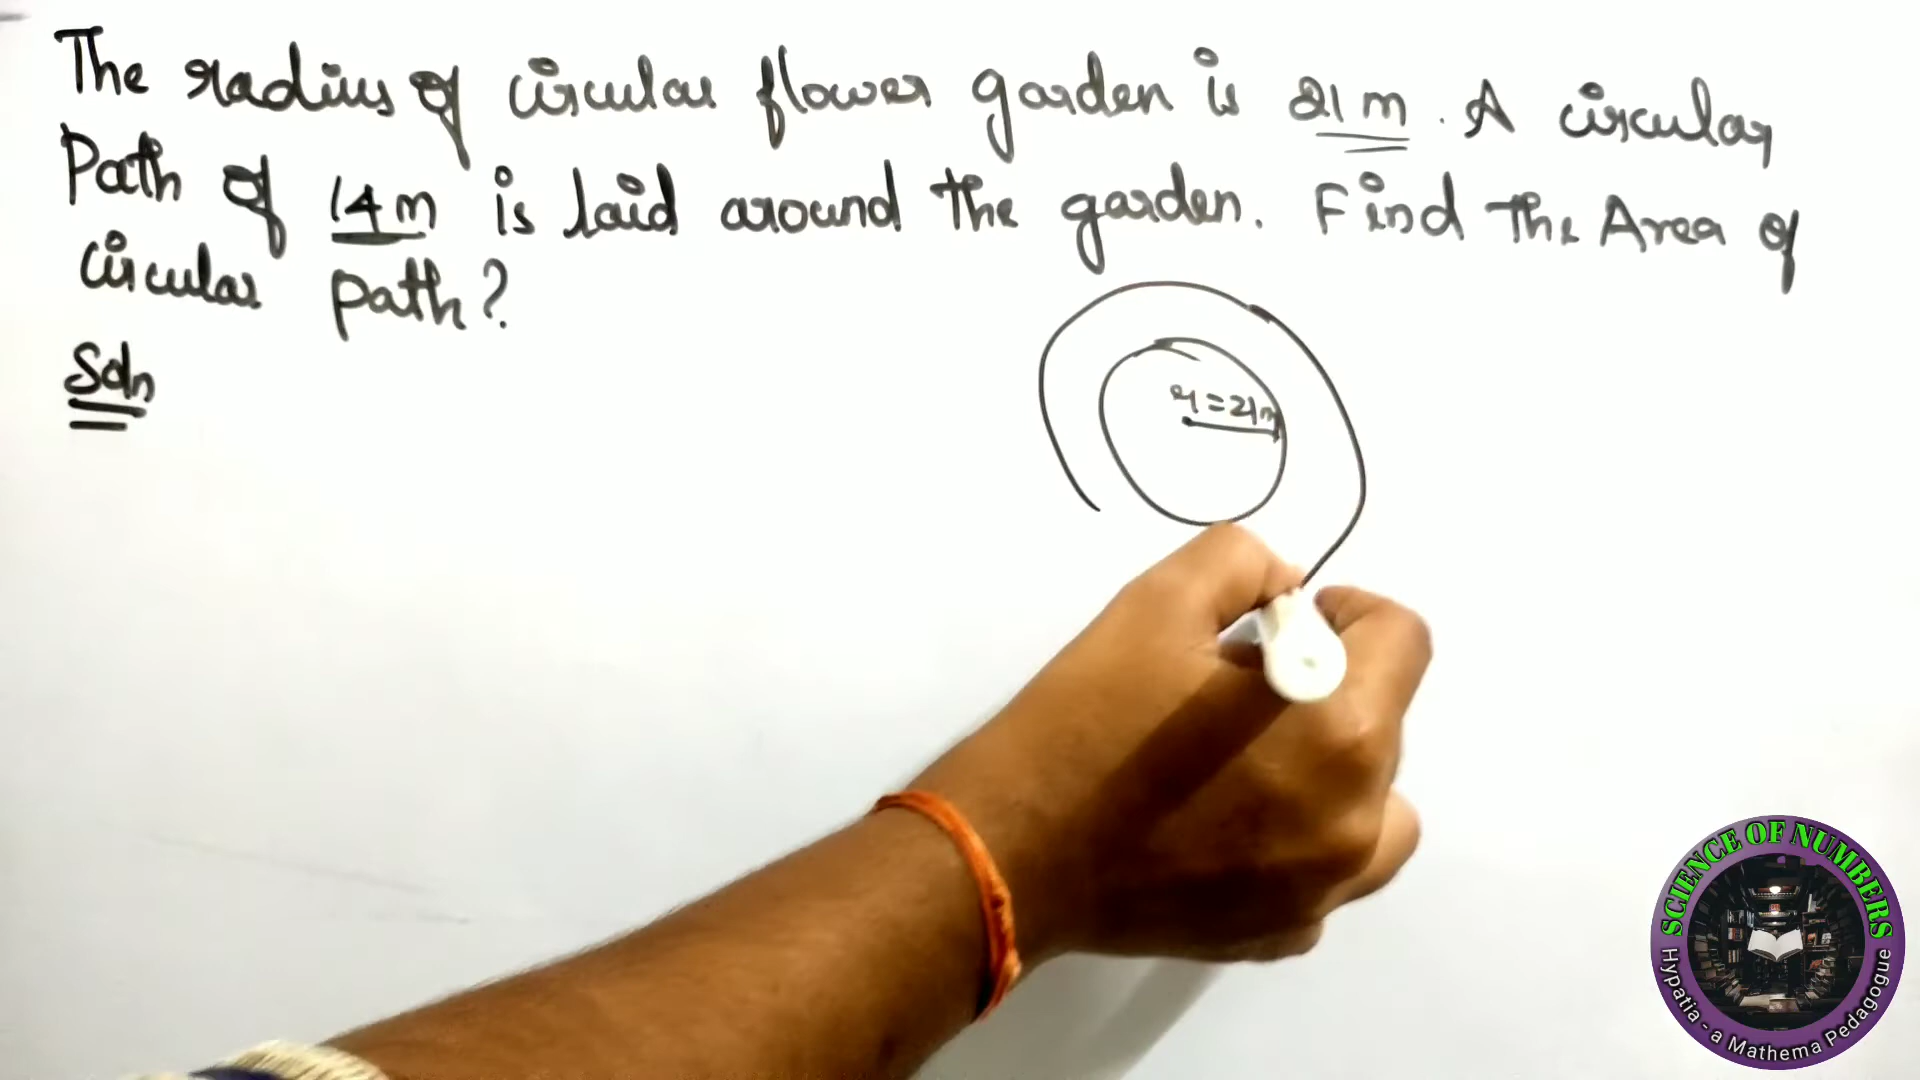 The radius of circular flower garden is 21 m. A circular
Path of 14 m is laid around the garden. Find The Area of
circular path?
Soln
r = 21m
SCIENCE OF NUMBERS
Hypatia - a Mathema Pedagogue